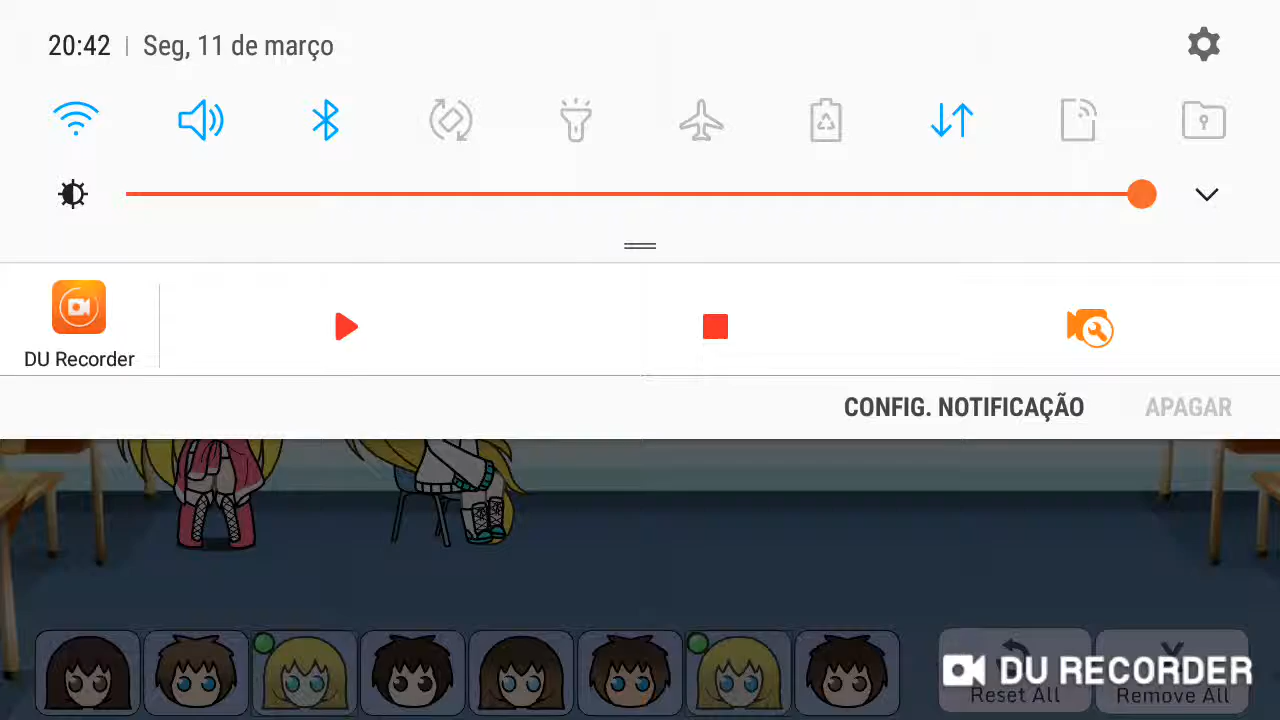 20:42 | Seg, 11 de março
DU Recorder
CONFIG. NOTIFICAÇÃO APAGAR
DU RECORDER
Reset All Remove All